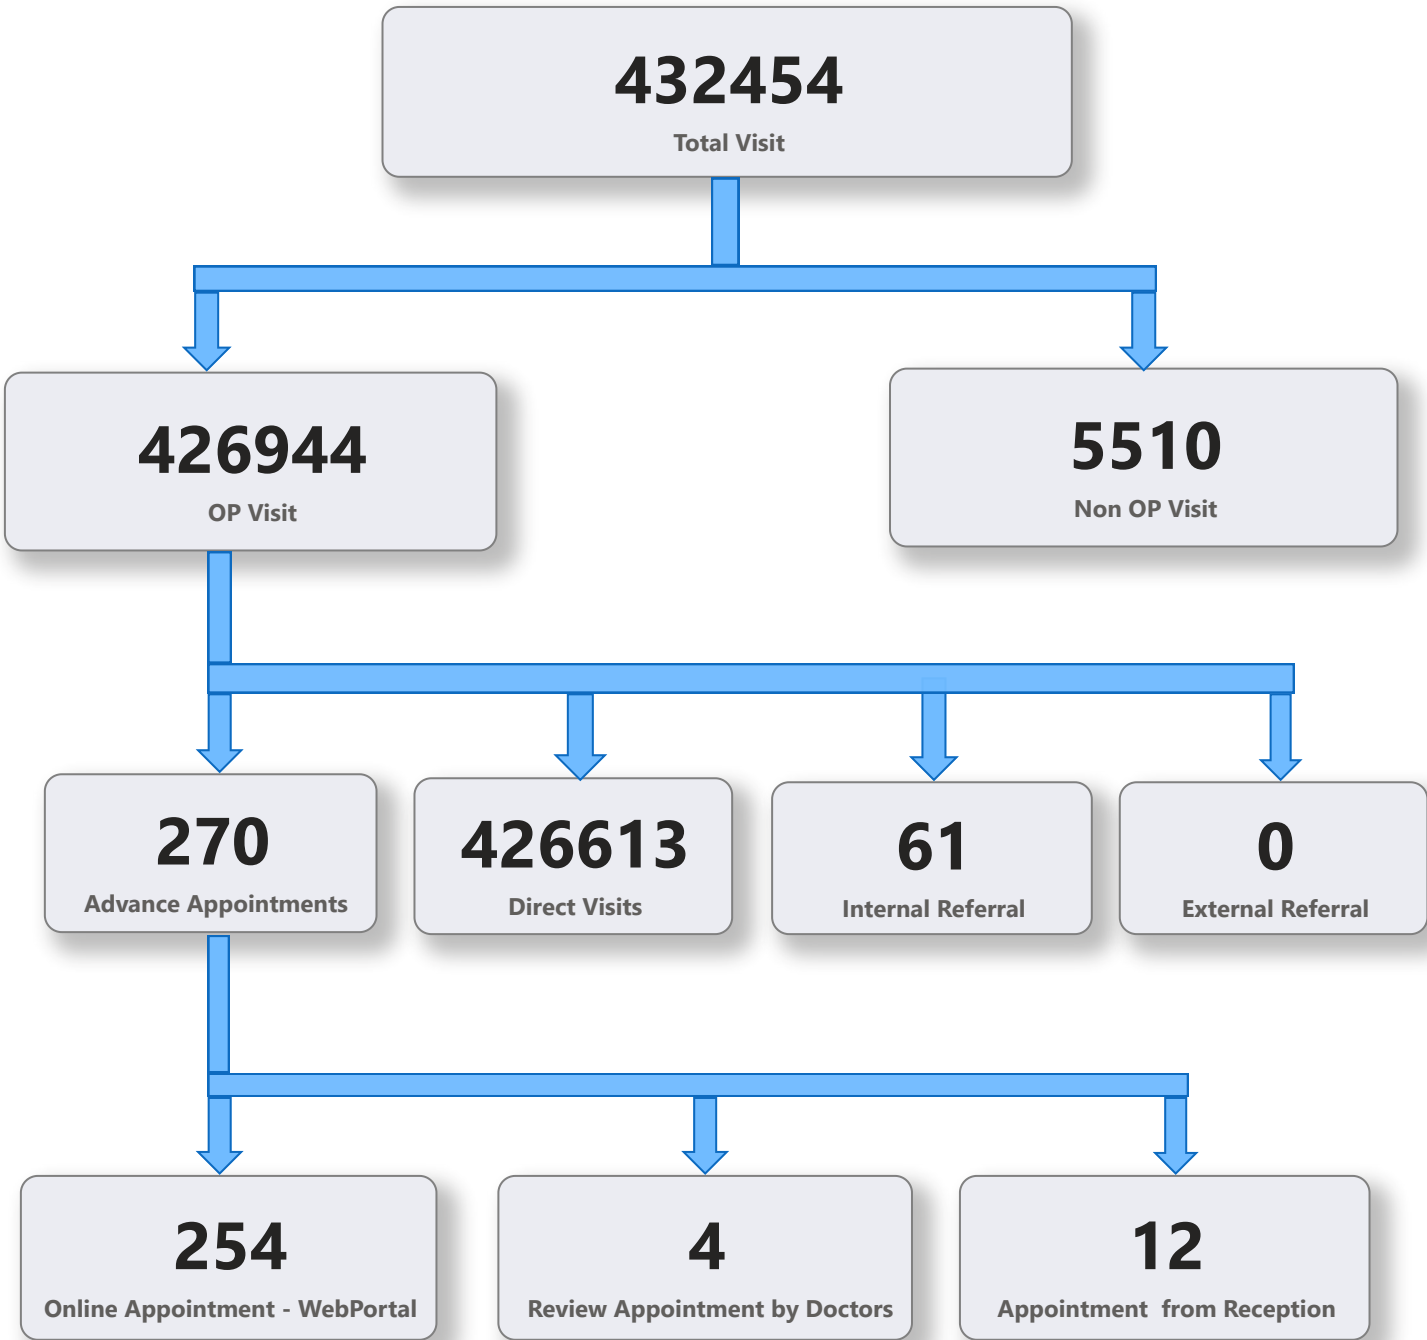 432454
Total Visit
426944
OP Visit
5510
Non OP Visit
270
Advance Appointments
426613
Direct Visits
61
Internal Referral
0
External Referral
254
Online Appointment - WebPortal
4
Review Appointment by Doctors
12
Appointment  from Reception